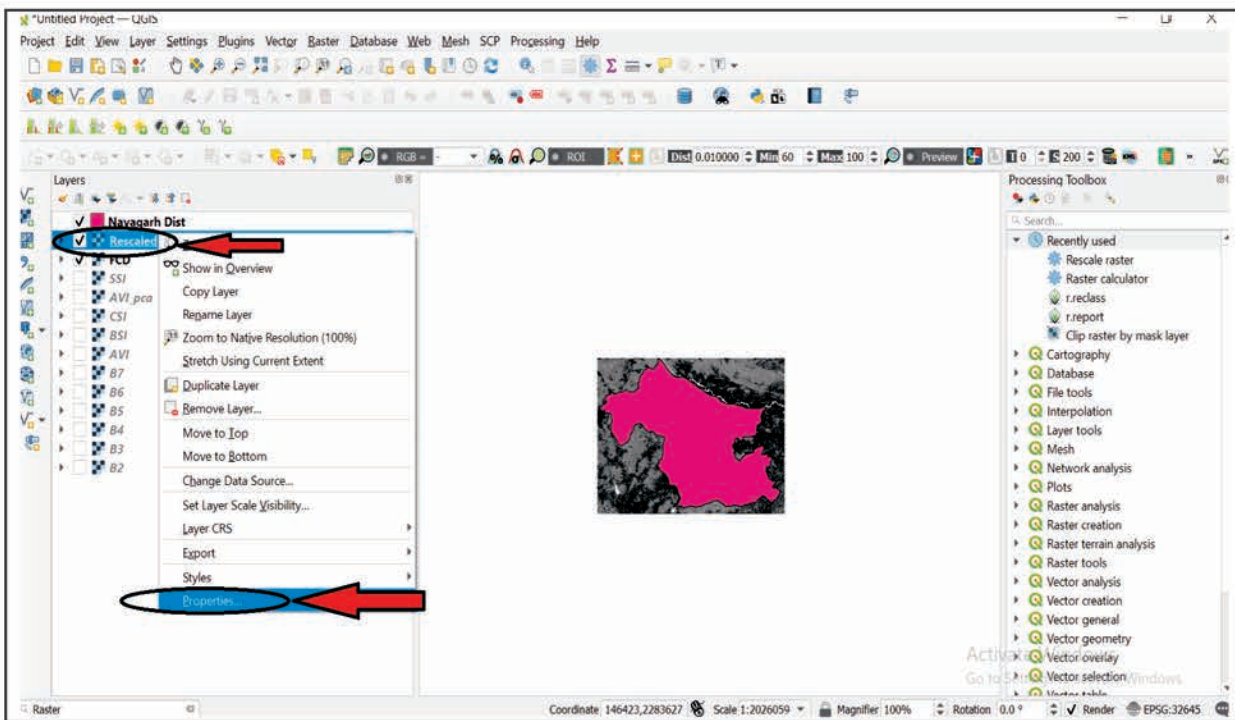 *Untitled Project — QGIS
Project Edit View Layer Settings Plugins Vector Raster Database Web Mesh SCP Processing Help
RGB = -
ROI
Dist 0.010000
Min 60
Max 100
Preview
T 0
S 200
Layers
Nayagarh Dist
Rescaled
FCD
SSI
AVI_pca
CSI
BSI
AVI
B7
B6
B5
B4
B3
B2
Show in Overview
Copy Layer
Rename Layer
Zoom to Native Resolution (100%)
Stretch Using Current Extent
Duplicate Layer
Remove Layer...
Move to Top
Move to Bottom
Change Data Source...
Set Layer Scale Visibility...
Layer CRS
Export
Styles
Properties...
Processing Toolbox
Search...
Recently used
Rescale raster
Raster calculator
r.reclass
r.report
Clip raster by mask layer
Cartography
Database
File tools
Interpolation
Layer tools
Mesh
Network analysis
Plots
Raster analysis
Raster creation
Raster terrain analysis
Raster tools
Vector analysis
Vector creation
Vector general
Vector geometry
Vector overlay
Vector selection
Vector table
Activate Windows
Raster
Coordinate 146423,2283627
Scale 1:2026059
Magnifier 100%
Rotation 0.0 °
Render
EPSG:32645